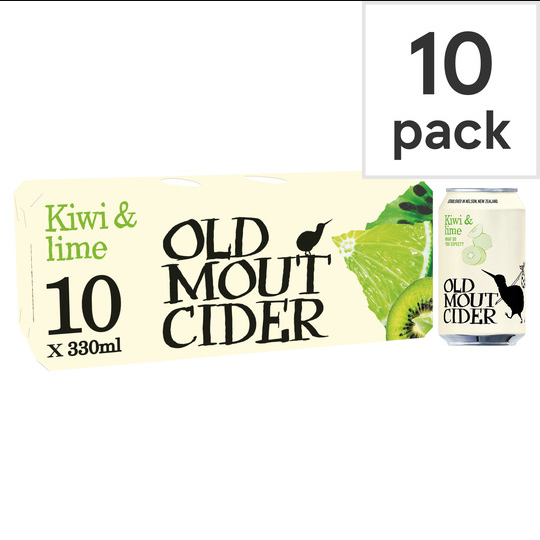 10
pack
Kiwi &
lime
10
X 330ml
OLD
MOUT
CIDER
Kiwi &
lime
OLD
MOUT
CIDER